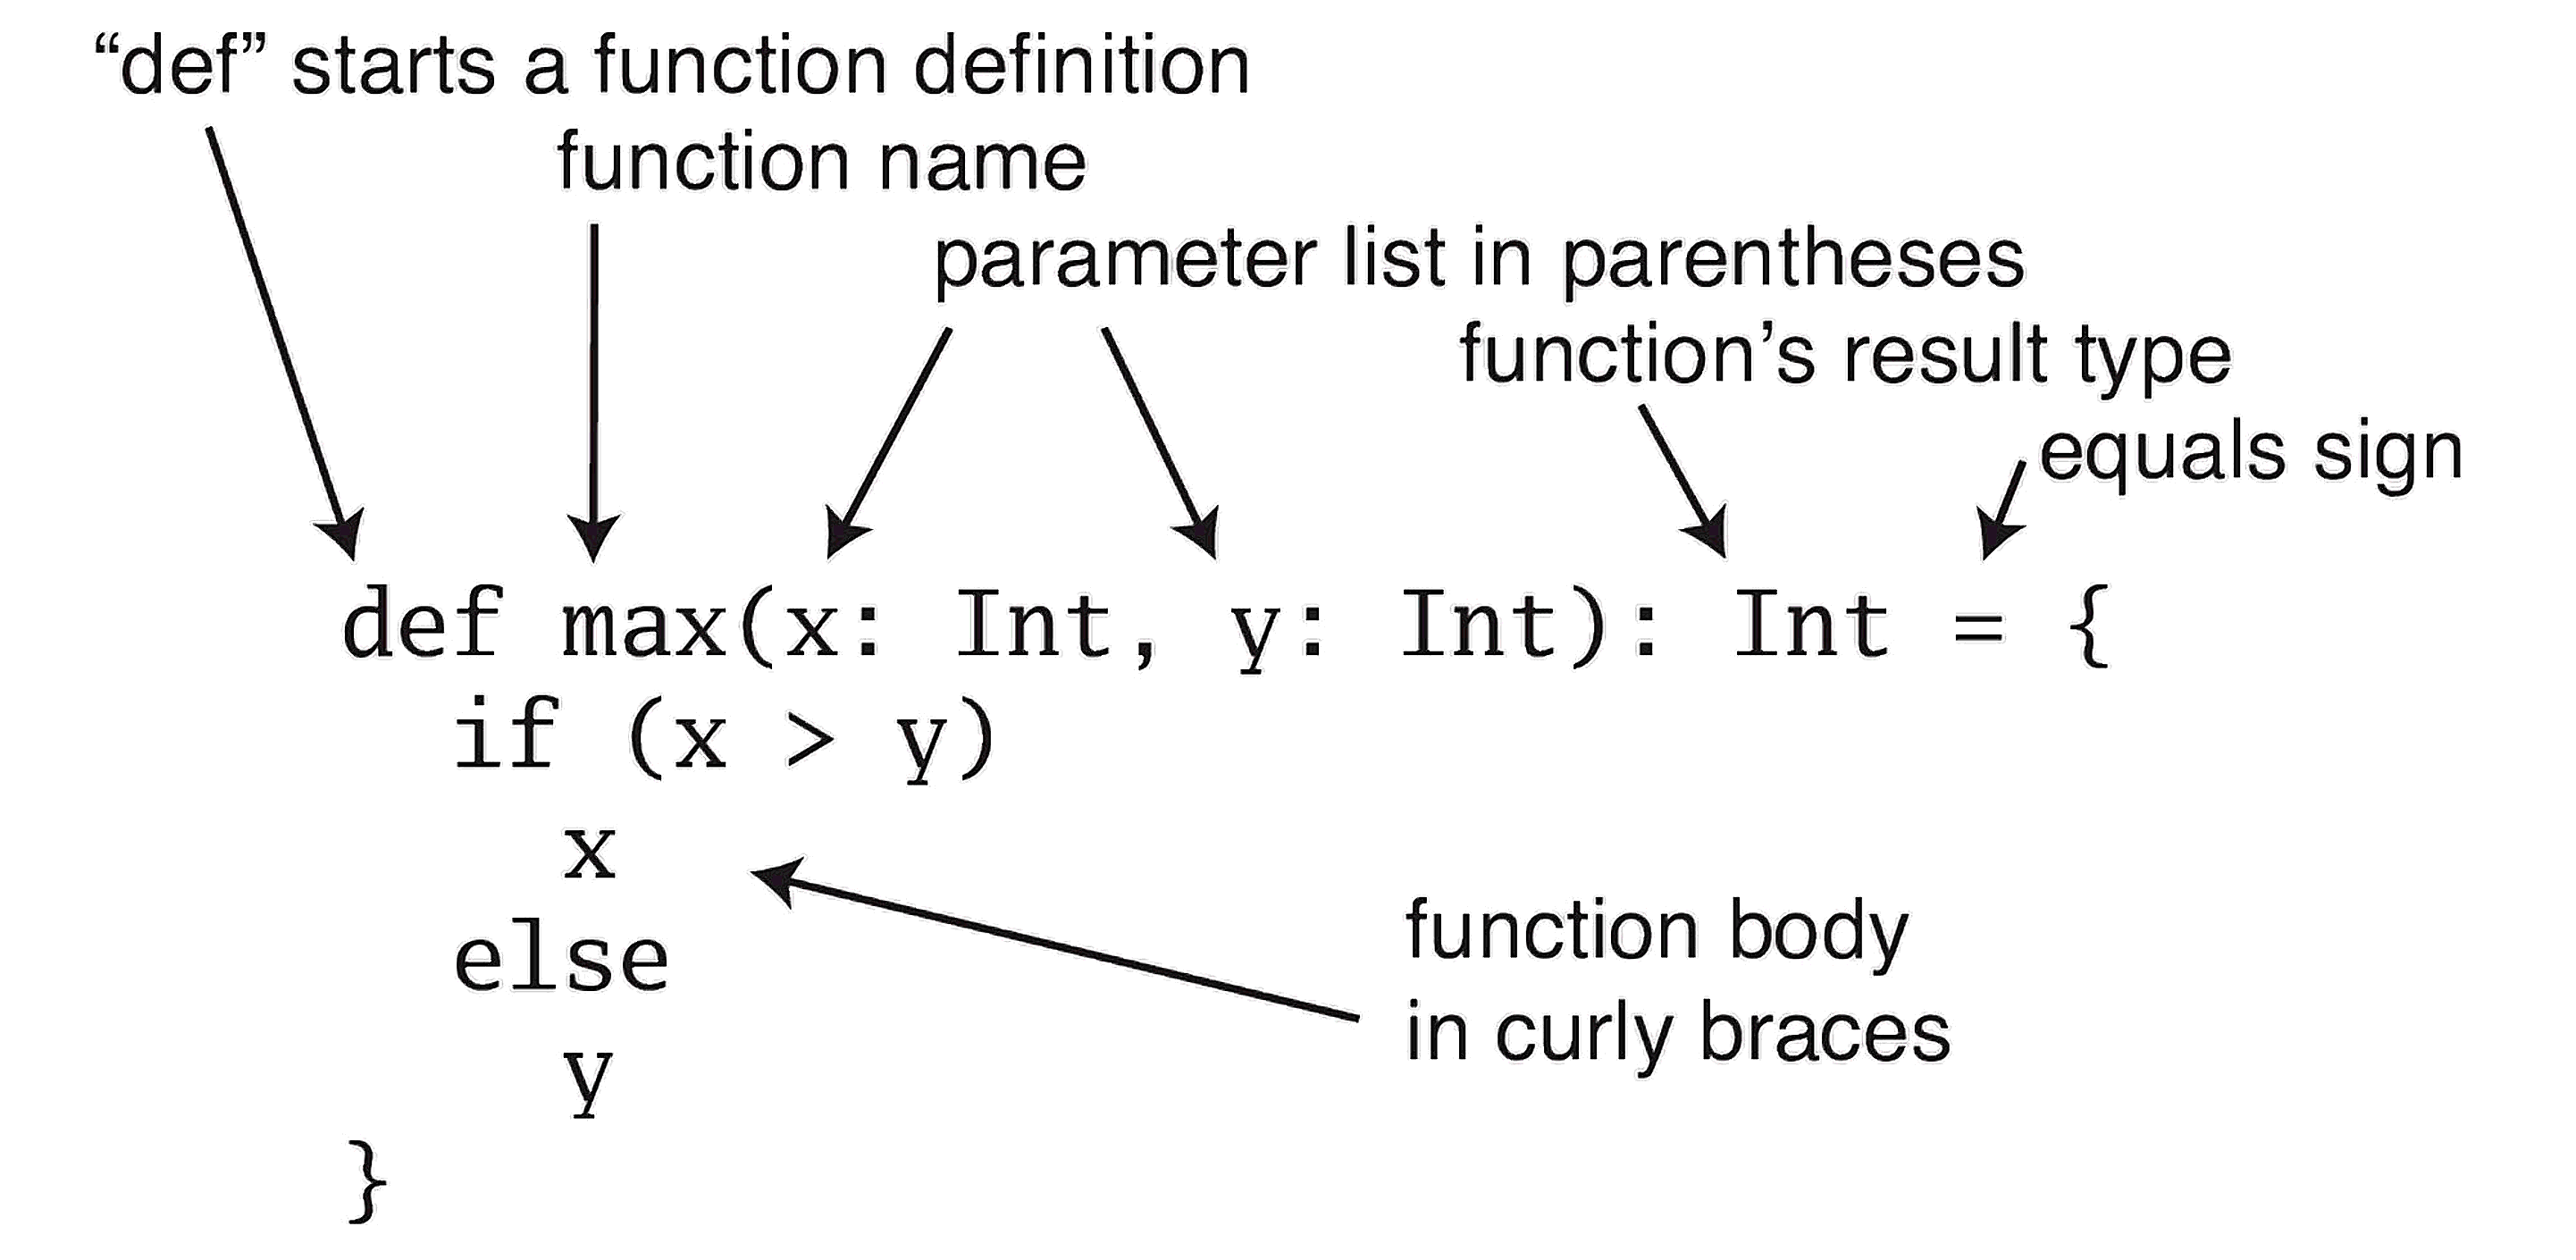 “def” starts a function definition
function name
parameter list in parentheses
function’s result type
equals sign
def max(x: Int, y: Int): Int = {
if (x > y)
x
else
y
}
function body
in curly braces